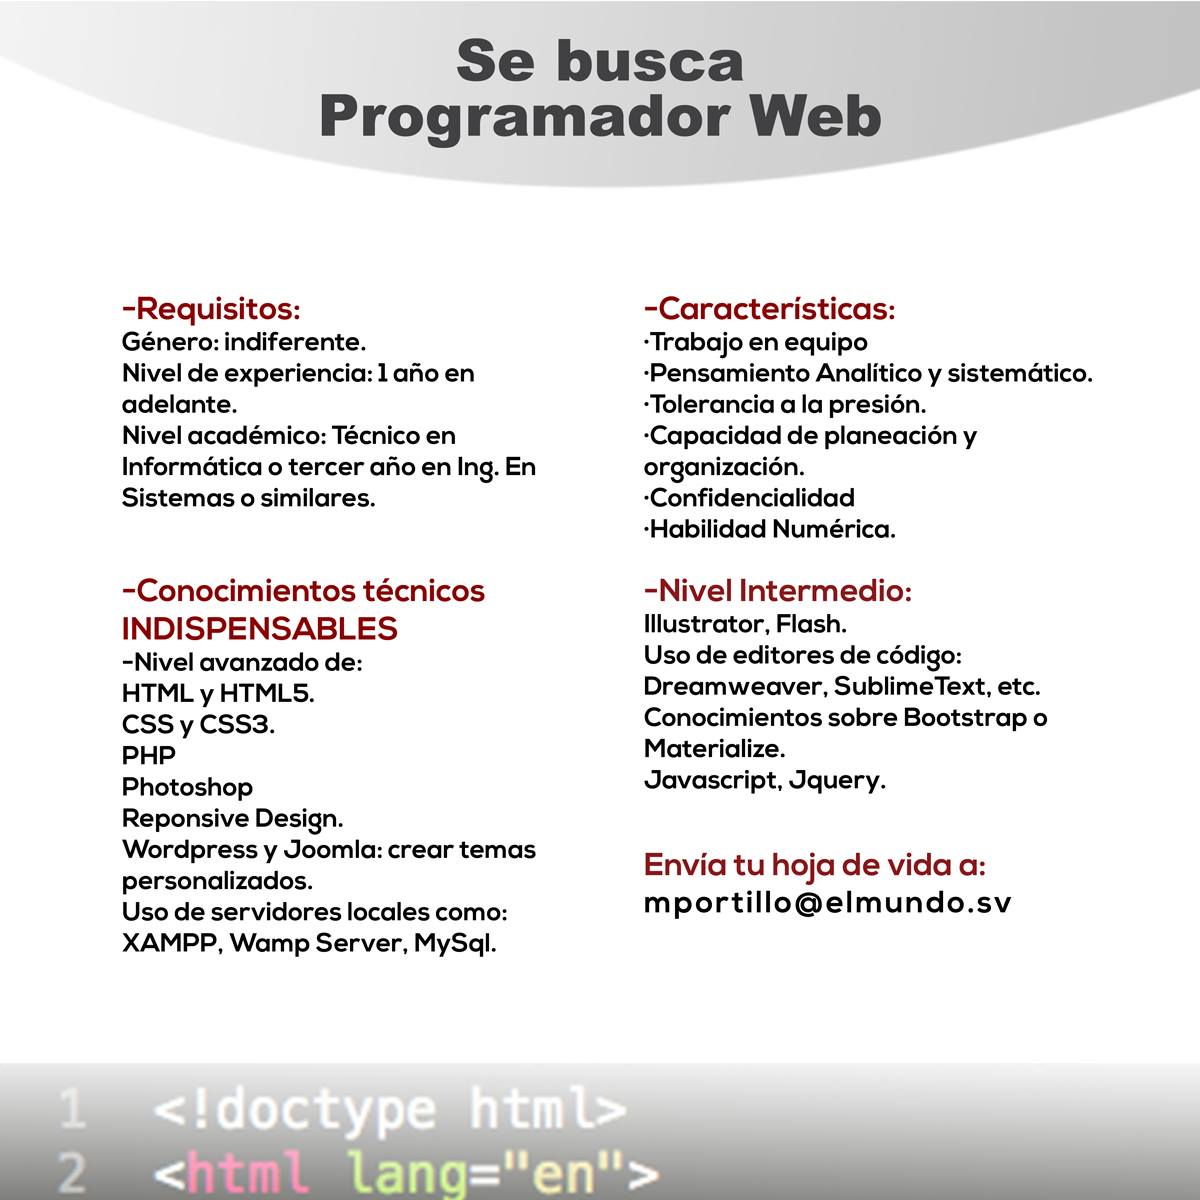 Se busca
Programador Web
-Requisitos:
Género: indiferente.
Nivel de experiencia: 1 año en
adelante.
Nivel académico: Técnico en
Informática o tercer año en Ing. En
Sistemas o similares.
-Conocimientos técnicos
INDISPENSABLES
-Nivel avanzado de:
HTML y HTML5.
CSS y CSS3.
PHP
Photoshop
Reponsive Design.
Wordpress y Joomla: crear temas
personalizados.
Uso de servidores locales como:
XAMPP, Wamp Server, MySql.
-Características:
·Trabajo en equipo
·Pensamiento Analítico y sistemático.
·Tolerancia a la presión.
·Capacidad de planeación y
organización.
·Confidencialidad
·Habilidad Numérica.
-Nivel Intermedio:
Illustrator, Flash.
Uso de editores de código:
Dreamweaver, SublimeText, etc.
Conocimientos sobre Bootstrap o
Materialize.
Javascript, Jquery.
Envía tu hoja de vida a:
mportillo@elmundo.sv
1 <!doctype html>
2 <html lang="en">